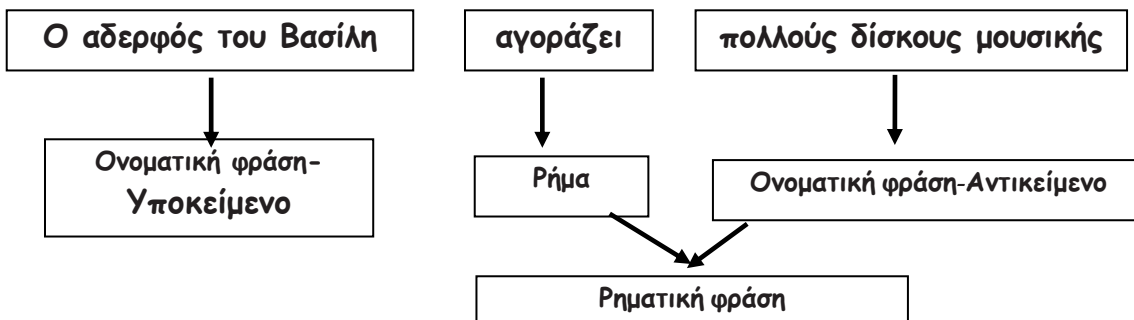 Ο αδερφός του Βασίλη
αγοράζει
πολλούς δίσκους μουσικής
Ονοματική φράση-
Υποκείμενο
Ρήμα
Ονοματική φράση-Αντικείμενο
Ρηματική φράση